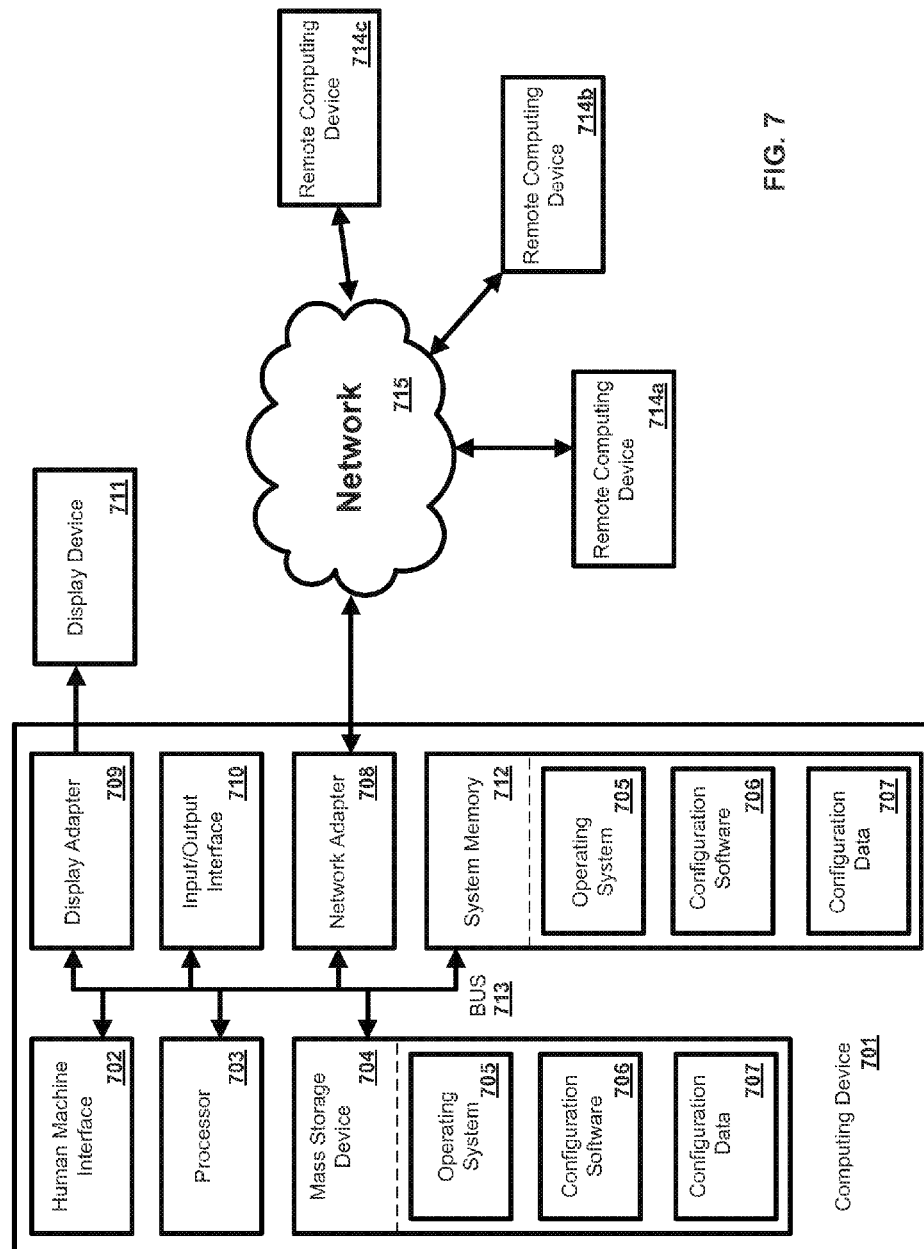 Human Machine
Interface
702
Processor
703
Mass Storage
Device
704
Operating
System
705
Configuration
Software
706
Configuration
Data
707
Computing Device
701
Display Adapter
709
Input/Output
Interface
710
Network Adapter
708
System Memory
712
Operating
System
705
Configuration
Software
706
Configuration
Data
707
BUS
713
Display Device
711
Network
715
Remote Computing
Device
714a
Remote Computing
Device
714b
Remote Computing
Device
714c
FIG. 7